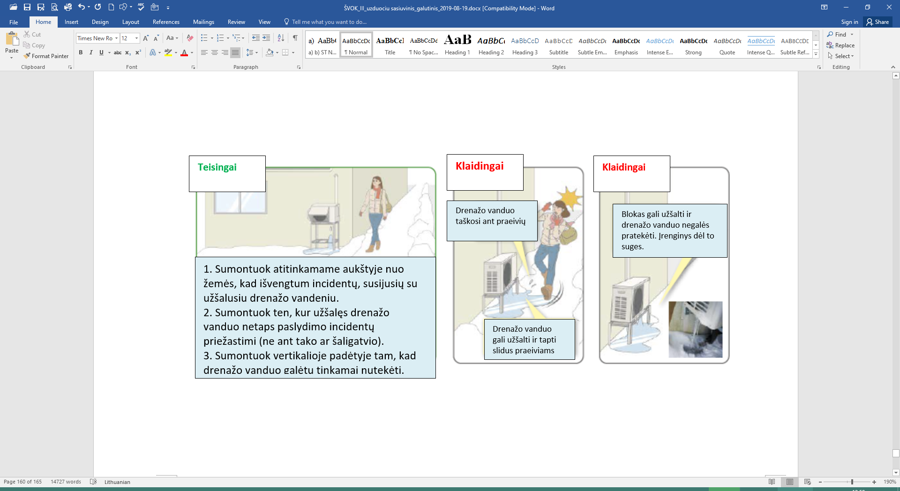 ŠVOK_II_uzduociu sasiuvinis_galutinis_2019-08-19.docx [Compatibility Mode] - Word
File
Home
Insert
Design
Layout
References
Mailings
Review
View
Tell me what you want to do...
Sign in
Share
Paste
Cut
Copy
Format Painter
Clipboard
Times New Ro
12
Font
Paragraph
¶ Normal
Title
¶ No Spac...
Heading 1
Heading 2
Heading 3
Subtitle
Subtle Em...
Emphasis
Intense E...
Strong
Quote
Intense Q...
Subtle Ref...
Styles
Find
Replace
Select
Editing
Teisingai
1. Sumontuok atitinkamame aukštyje nuo
žemės, kad išvengtum incidentų, susijusių su
užšalusiu drenažo vandeniu.
2. Sumontuok ten, kur užšalęs drenažo
vanduo netaps paslydimo incidentų
priežastimi (ne ant tako ar šaligatvio).
3. Sumontuok vertikalioje padėtyje tam, kad
drenažo vanduo galėtų tinkamai nutekėti.
Klaidingai
Drenažo vanduo
taškosi ant praeivių
Drenažo vanduo
gali užšalti ir tapti
slidus praeiviams
Klaidingai
Blokas gali užšalti ir
drenažo vanduo negalės
pratekėti. Įrenginys dėl to
suges.
Page 160 of 165
14727 words
Lithuanian
190%